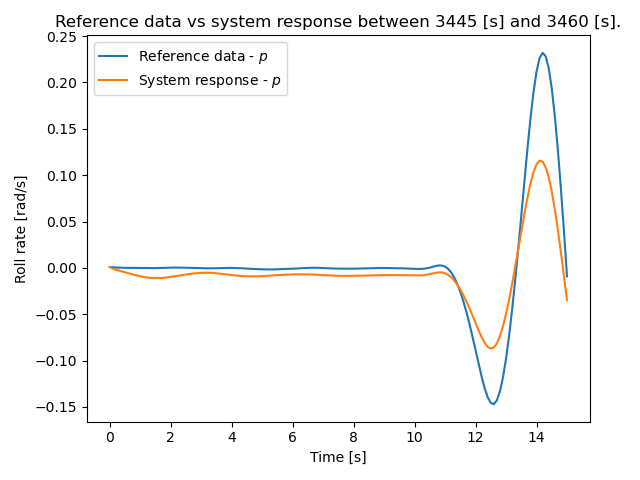 Reference data vs system response between 3445 [s] and 3460 [s].
Reference data - p
System response - p
Roll rate [rad/s]
0.25
0.20
0.15
0.10
0.05
0.00
−0.05
−0.10
−0.15
0 2 4 6 8 10 12 14
Time [s]